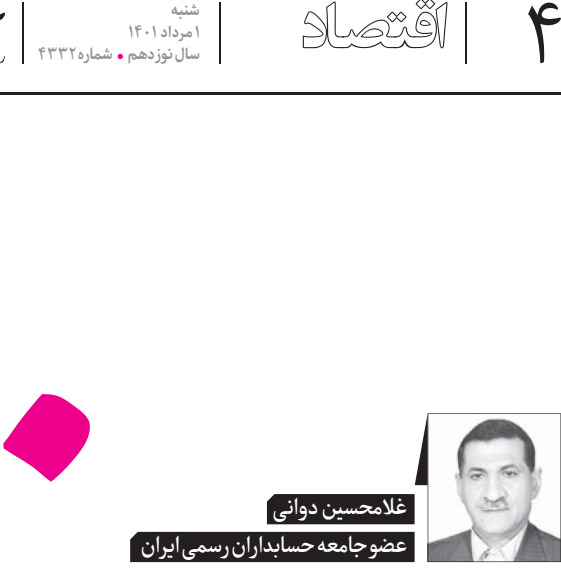 ۴
اقتصاد
شنبه
۱ مرداد ۱۴۰۱
سال نوزدهم • شماره ۴۳۳۲
غلامحسین دوانی
عضو جامعه حسابداران رسمی ایران